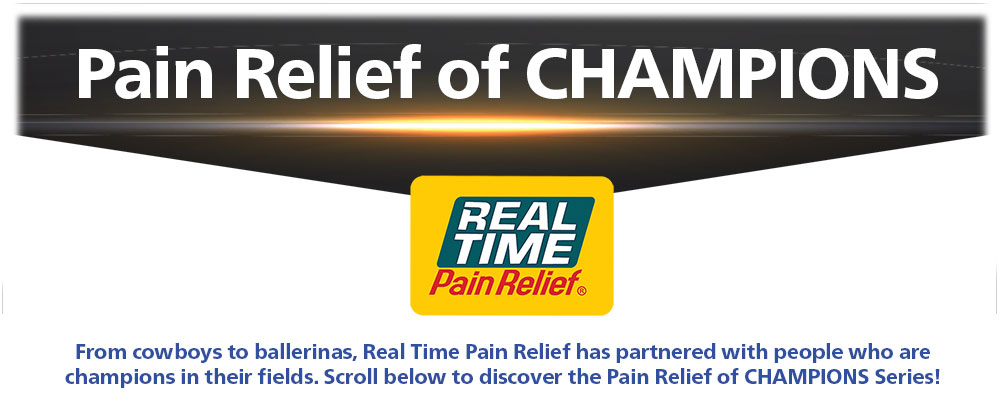 Pain Relief of CHAMPIONS
REAL
TIME
Pain Relief®
From cowboys to ballerinas, Real Time Pain Relief has partnered with people who are
champions in their fields. Scroll below to discover the Pain Relief of CHAMPIONS Series!